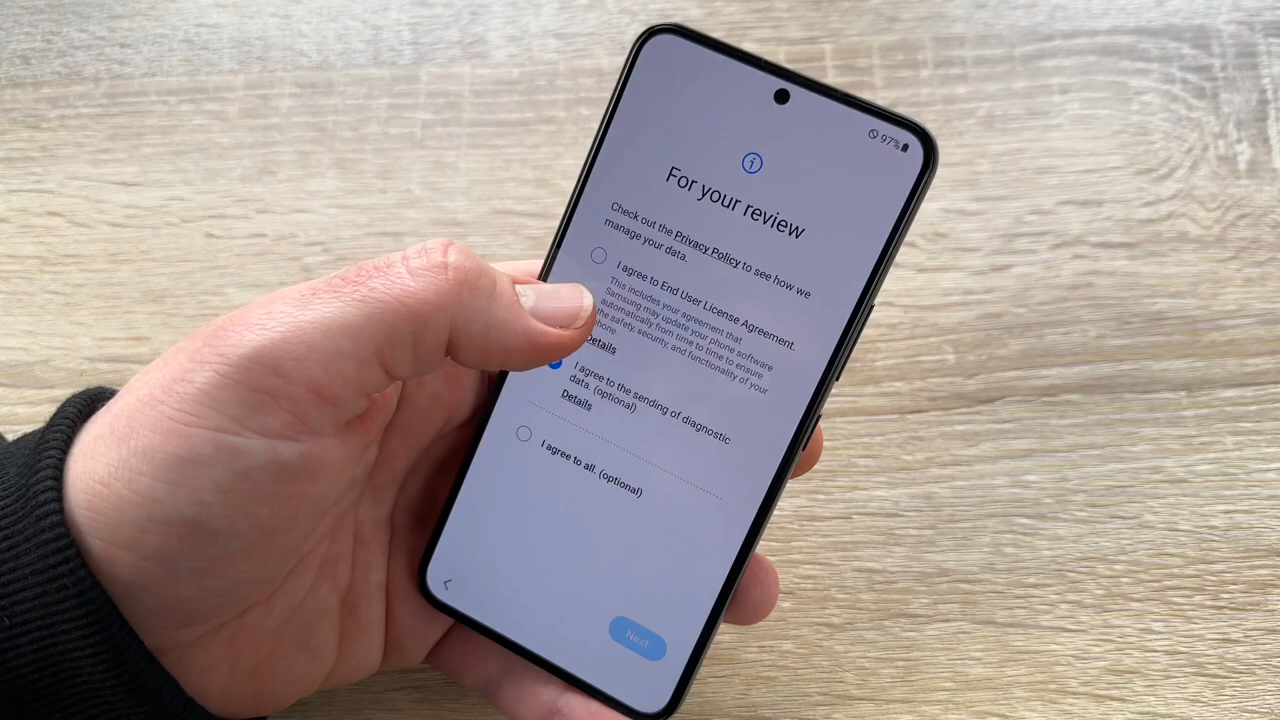 97%
For your review
Check out the Privacy Policy to see how we
manage your data.
I agree to End User License Agreement.
This includes your agreement that
Samsung may update your phone software
automatically from time to time to ensure
the safety, security, and functionality of your
phone
Details
I agree to the sending of diagnostic
data. (optional)
Details
I agree to all. (optional)
Next